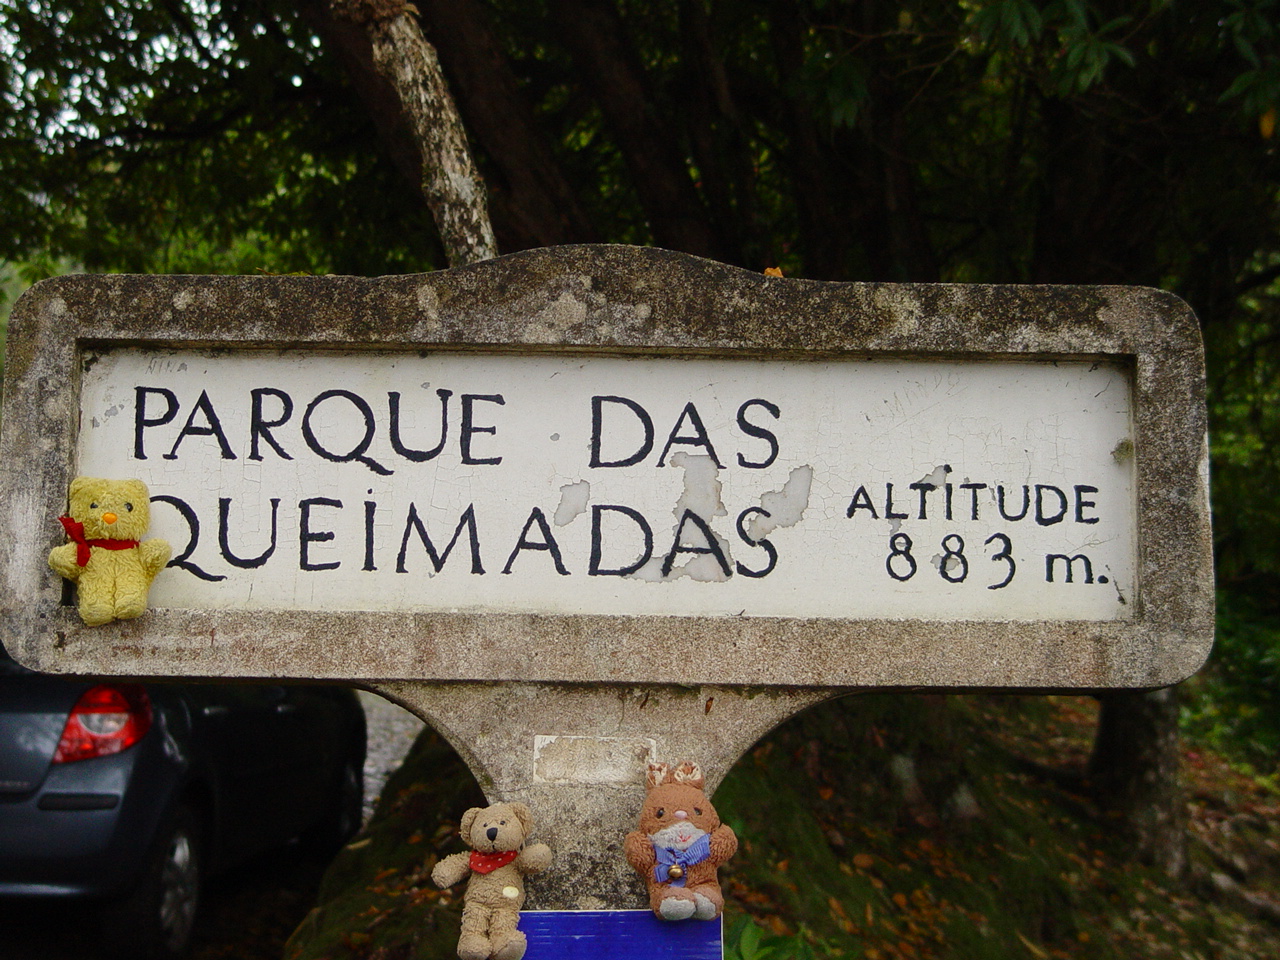 PARQUE DAS
QUEIMADAS
ALTITUDE
883 m.